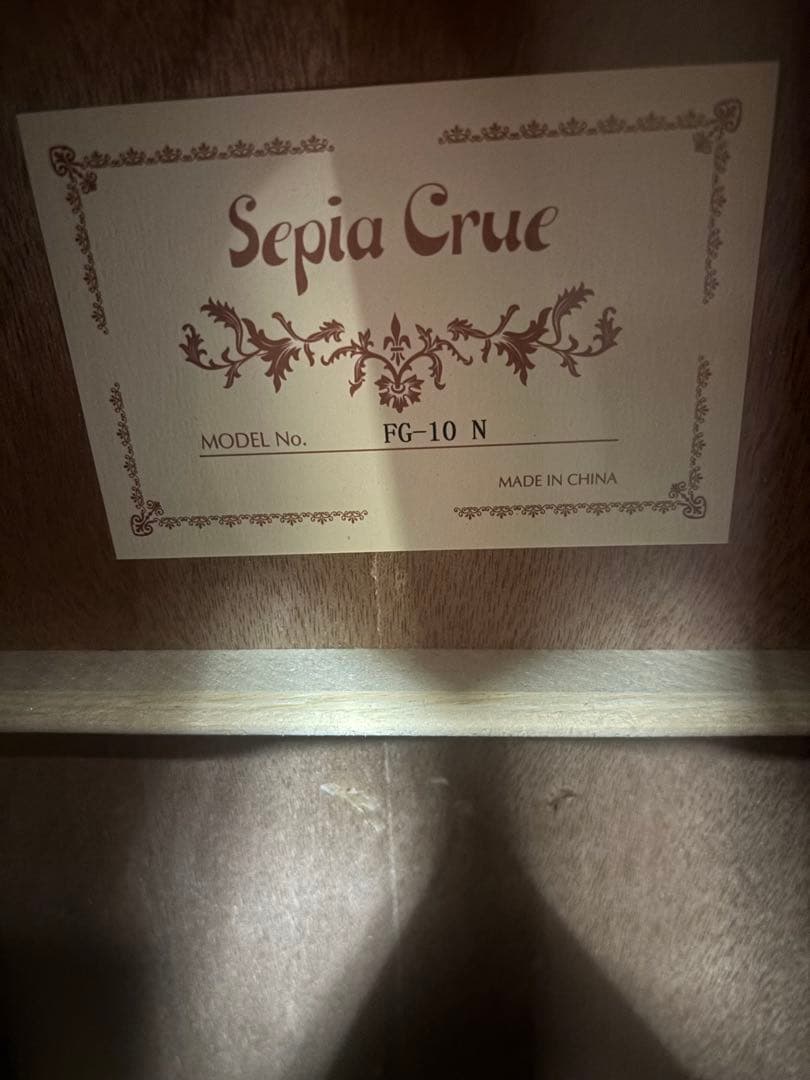 Sepia Crue
MODEL No. FG-10 N
MADE IN CHINA